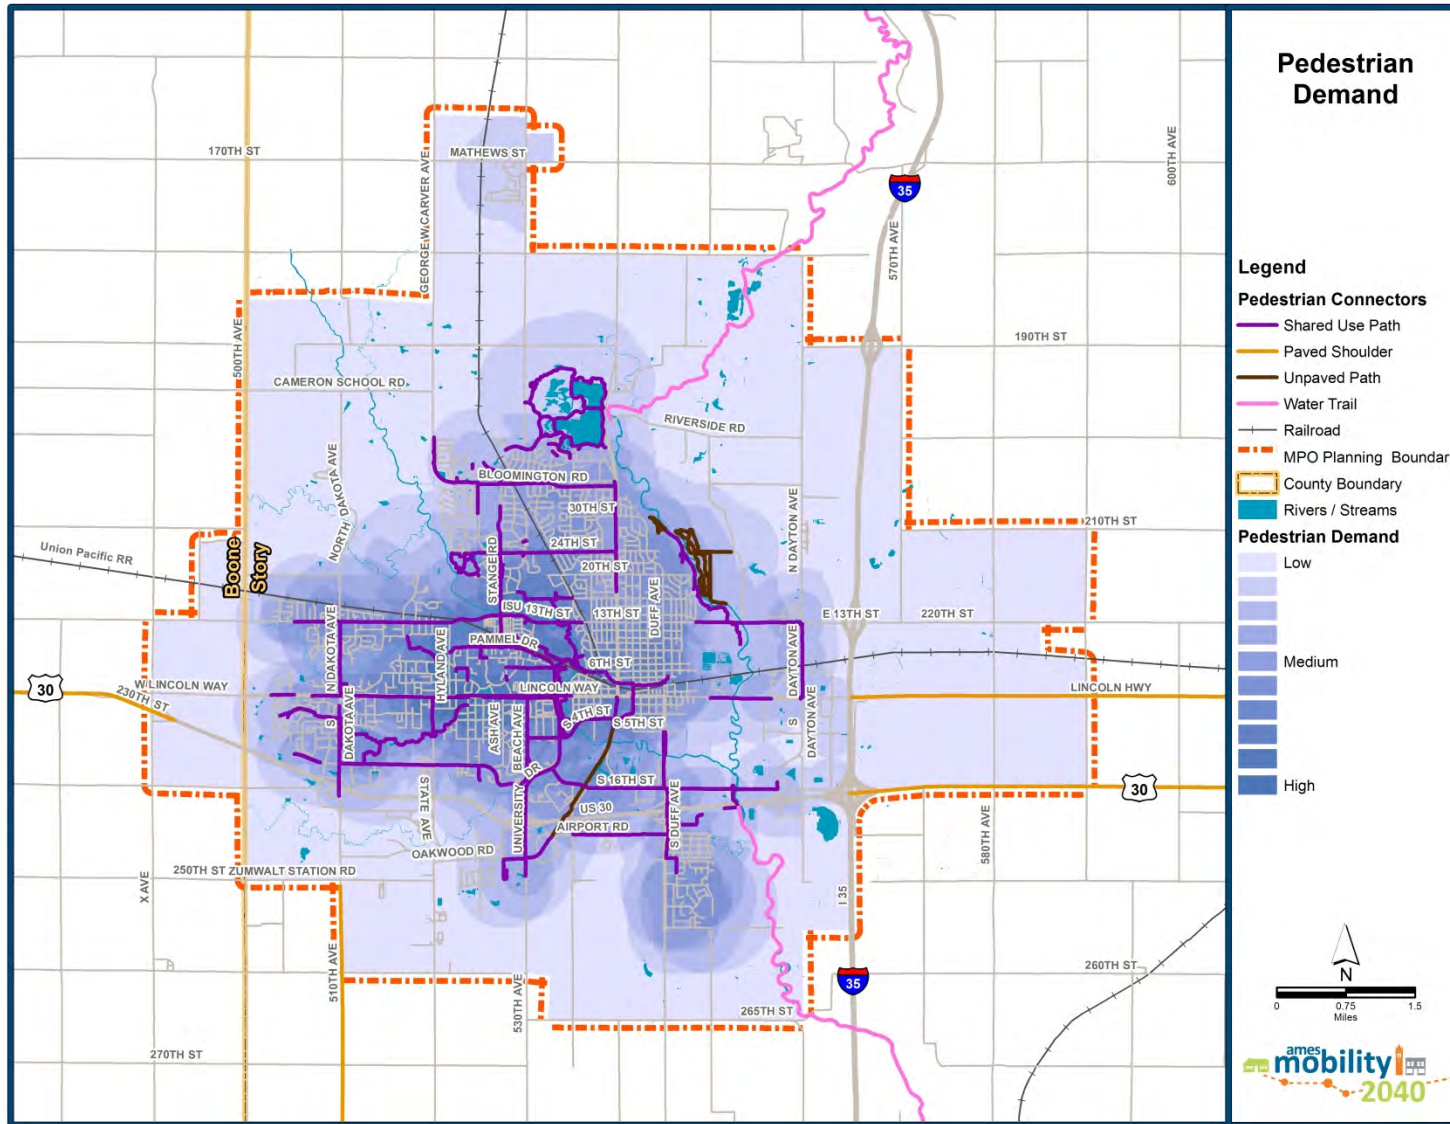 Pedestrian
Demand
Legend
Pedestrian Connectors
Shared Use Path
Paved Shoulder
Unpaved Path
Water Trail
Railroad
MPO Planning Boundar
County Boundary
Rivers / Streams
Pedestrian Demand
Low
Medium
High
N
0 0.75 1.5
Miles
ames
mobility
2040
170TH ST
MATHEWS ST
GEORGE W CARVER AVE
600TH AVE
35
570TH AVE
500TH AVE
190TH ST
CAMERON SCHOOL RD
RIVERSIDE RD
NORTH DAKOTA AVE
BLOOMINGTON RD
30TH ST
N DAYTON AVE
210TH ST
Union Pacific RR
Boone
Story
STANGE RD
24TH ST
20TH ST
ISU 13TH ST
13TH ST
DUFF AVE
E 13TH ST
220TH ST
N DAKOTA AVE
HYLAND AVE
PAMMEL DR
6TH ST
DAYTON AVE
30
W LINCOLN WAY
230TH ST
LINCOLN WAY
LINCOLN HWY
S
DAKOTA AVE
ASH AVE
BEACH AVE
S 4TH ST
S 5TH ST
S
DAYTON AVE
STATE AVE
UNIVERSITY
DR
S 16TH ST
US 30
S DUFF AVE
30
AIRPORT RD
OAKWOOD RD
580TH AVE
250TH ST ZUMWALT STATION RD
X AVE
I 35
510TH AVE
530TH AVE
35
260TH ST
265TH ST
270TH ST